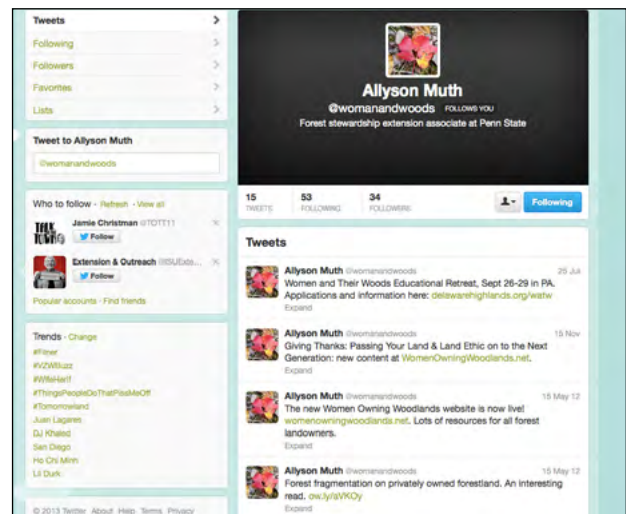 Tweets
Following
Followers
Favorites
Lists
Tweet to Allyson Muth
@womanandwoods
Who to follow · Refresh · View all
Jamie Christman @TOTT11
Follow
Extension & Outreach @ISUExte...
Follow
Popular accounts · Find friends
Trends · Change
#VZWBuzz
#ThingsPeopleDoThatPissMeOff
#Tomorrowland
Juan Lagares
DJ Khaled
San Diego
Ho Chi Minh
Lil Durk
© 2013 Twitter About Help Terms Privacy
Allyson Muth
@womanandwoods FOLLOWS YOU
Forest stewardship extension associate at Penn State
15 TWEETS
53 FOLLOWING
34 FOLLOWERS
Following
Tweets
Allyson Muth @womanandwoods 25 Jul
Women and Their Woods Educational Retreat, Sept 26-29 in PA.
Applications and information here: delawarehighlands.org/watw
Expand
Allyson Muth @womanandwoods 15 Nov
Giving Thanks: Passing Your Land & Land Ethic on to the Next
Generation: new content at WomenOwningWoodlands.net.
Expand
Allyson Muth @womanandwoods 15 May 12
The new Women Owning Woodlands website is now live!
womenowningwoodlands.net. Lots of resources for all forest
landowners.
Expand
Allyson Muth @womanandwoods 15 May 12
Forest fragmentation on privately owned forestland. An interesting
read. ow.ly/aVKOy
Expand